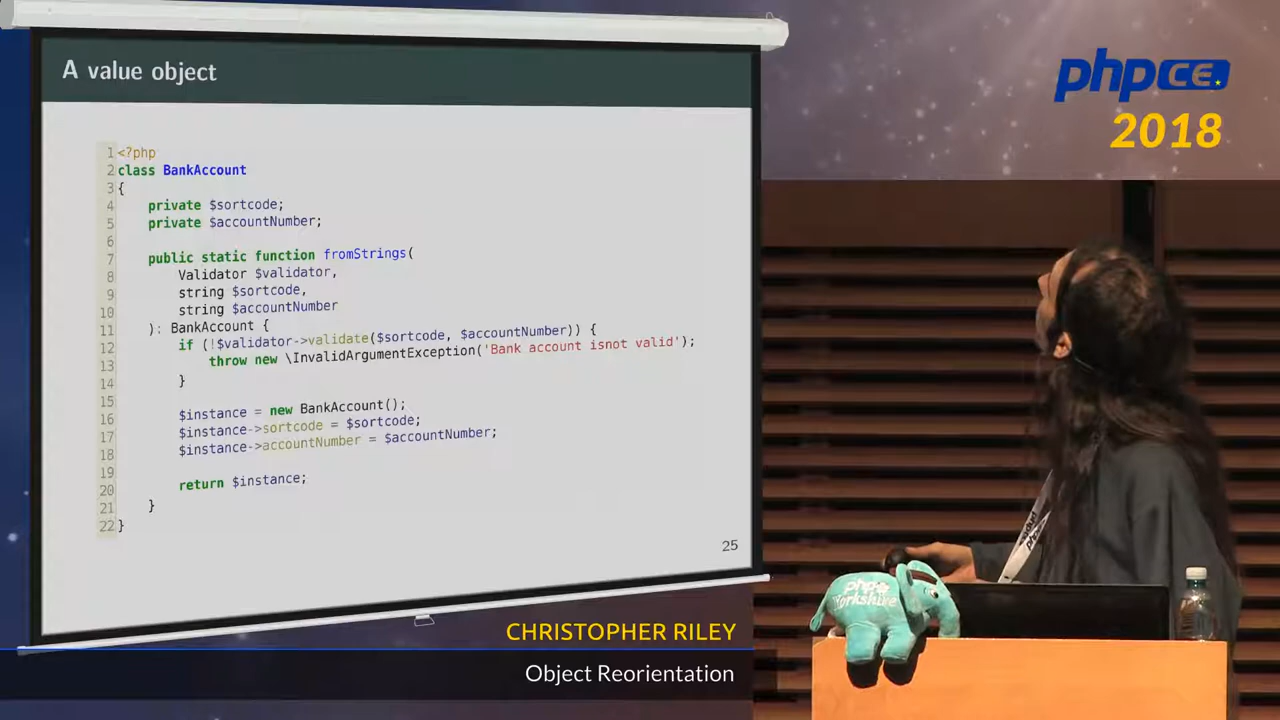 A value object
1 <?php
2 class BankAccount
3 {
4     private $sortcode;
5     private $accountNumber;
6
7     public static function fromStrings(
8         Validator $validator,
9         string $sortcode,
10         string $accountNumber
11     ): BankAccount {
12         if (!$validator->validate($sortcode, $accountNumber)) {
13             throw new \InvalidArgumentException('Bank account isnot valid');
14         }
15
16         $instance = new BankAccount();
17         $instance->sortcode = $sortcode;
18         $instance->accountNumber = $accountNumber;
19
20         return $instance;
21     }
22 }
25
phpCE
2018
php
Yorkshire
CHRISTOPHER RILEY
Object Reorientation